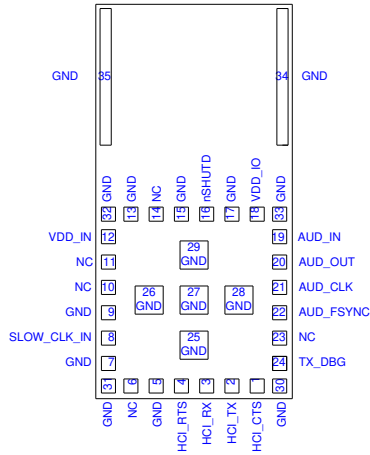 GND 35 34 GND
GND GND NC GND nSHUTD GND VDD_IO GND
32 13 14 15 16 17 18 33
VDD_IN 12 19 AUD_IN
29
GND
NC 11 20 AUD_OUT
NC 10 21 AUD_CLK
26 27 28
GND GND GND
GND 9 22 AUD_FSYNC
SLOW_CLK_IN 8 23 NC
25
GND
GND 7 24 TX_DBG
31 6 5 4 3 2 1 30
GND NC GND HCI_RTS HCI_RX HCI_TX HCI_CTS GND